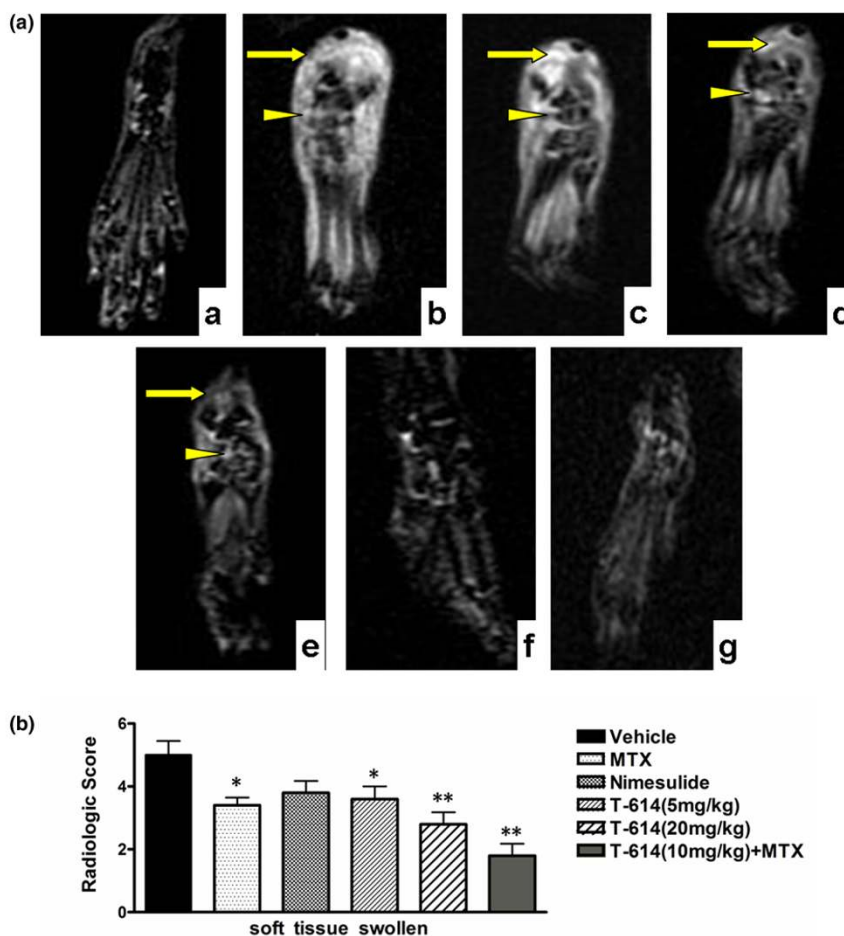 (a)
a
b
c
d
e
f
g
(b)
Radiologic Score
6
4
2
0
*
*
**
**
soft tissue swollen
Vehicle
MTX
Nimesulide
T-614(5mg/kg)
T-614(20mg/kg)
T-614(10mg/kg)+MTX